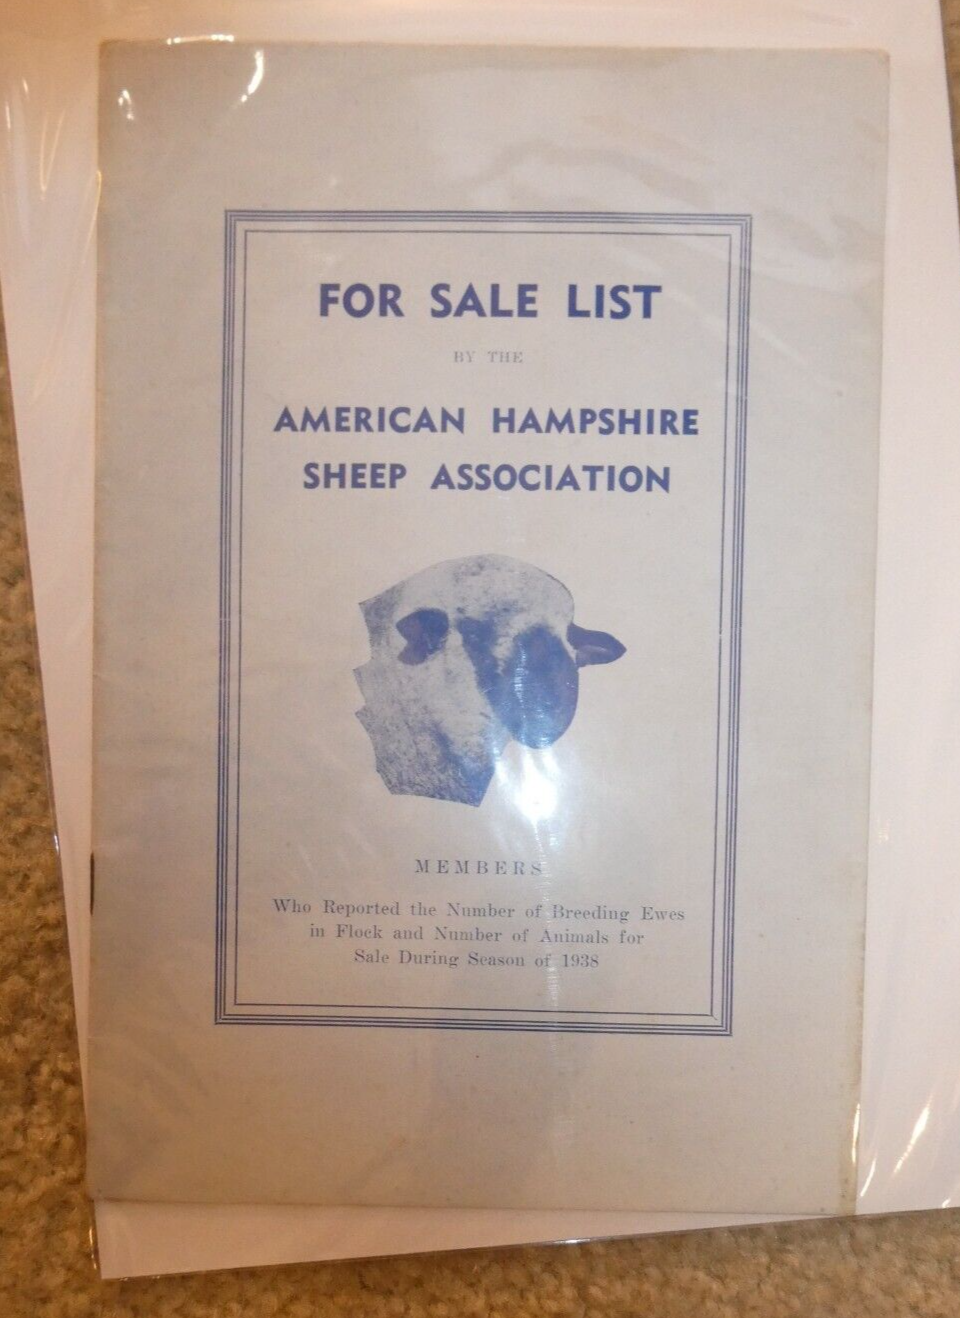 FOR SALE LIST
BY THE
AMERICAN HAMPSHIRE
SHEEP ASSOCIATION
MEMBERS
Who Reported the Number of Breeding Ewes
in Flock and Number of Animals for
Sale During Season of 1938